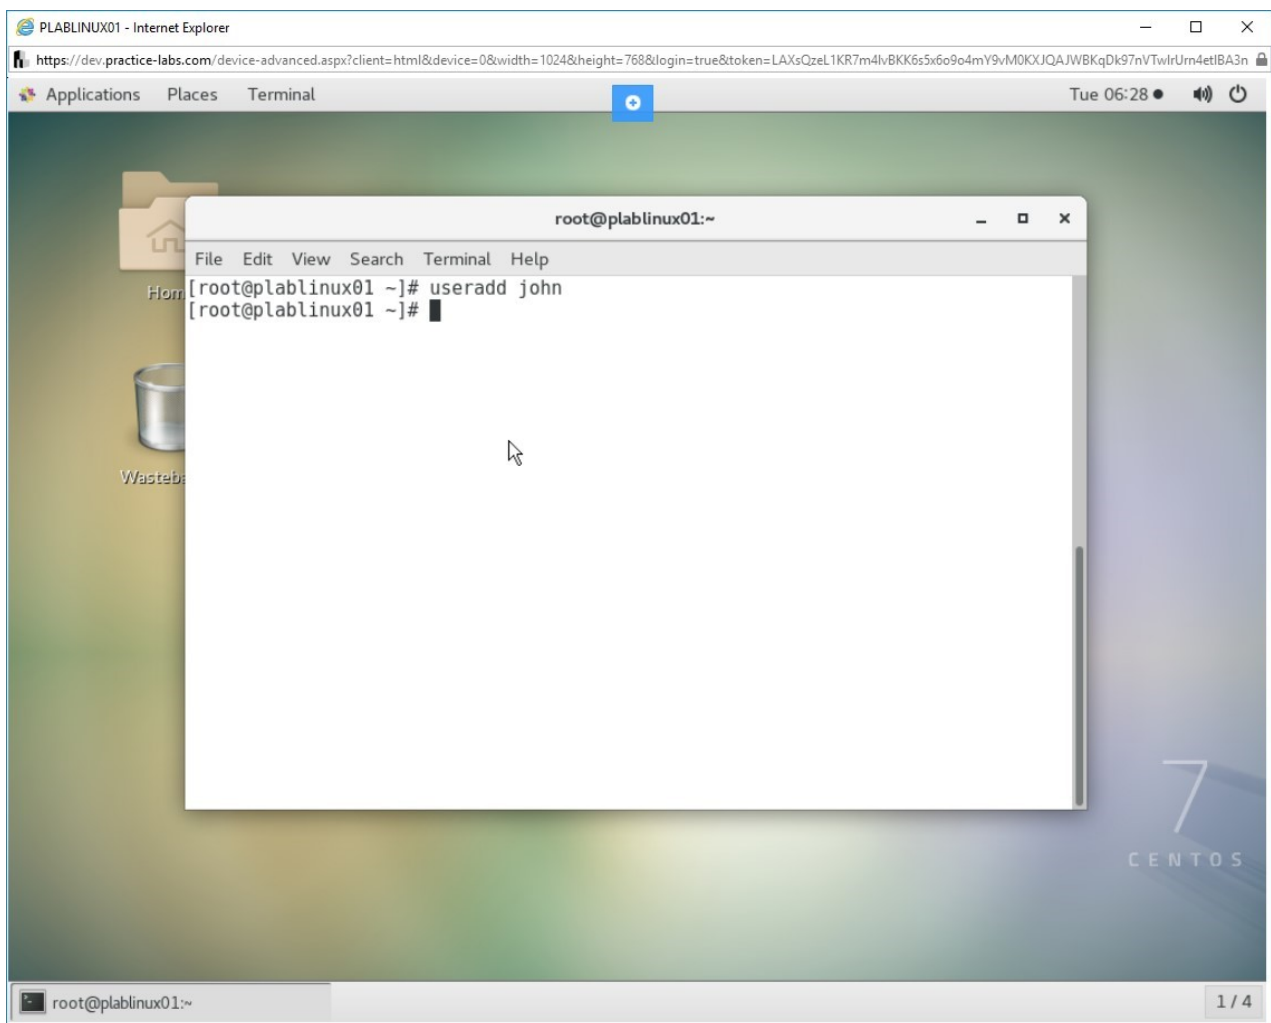 PLABLINUX01 - Internet Explorer
https://dev.practice-labs.com/device-advanced.aspx?client=html&device=0&width=1024&height=768&login=true&token=
Applications Places Terminal Tue 06:28
root@plablinux01:~
File Edit View Search Terminal Help
[root@plablinux01 ~]# useradd john
[root@plablinux01 ~]#
Hom
Wasteb
7
CENTOS
root@plablinux01:~
1 / 4